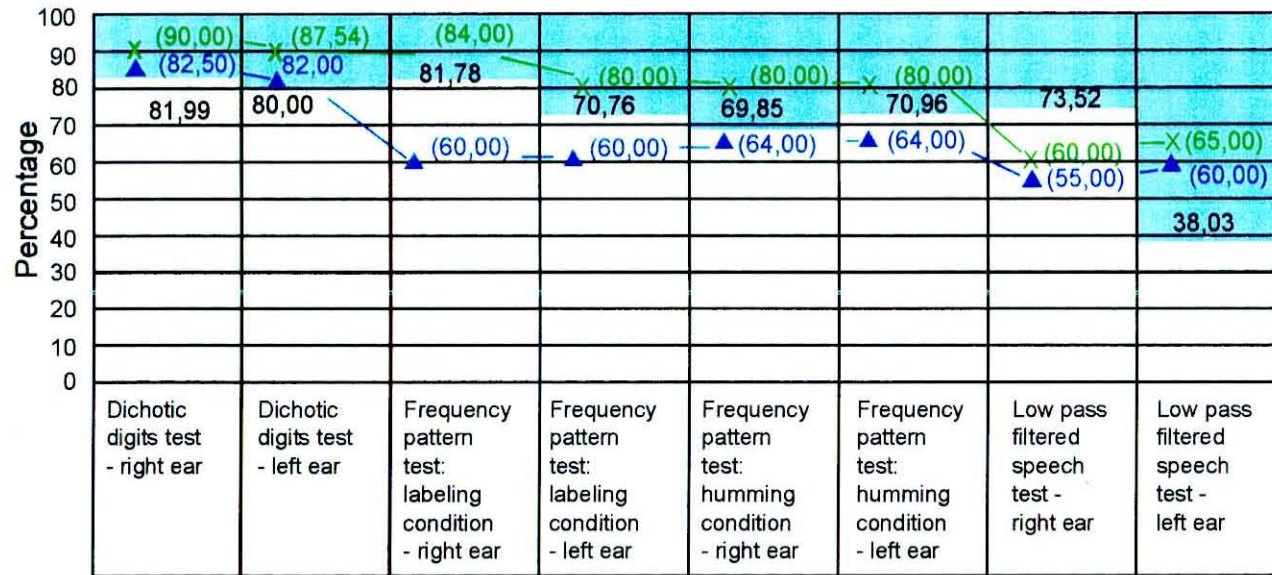 Percentage
100
90
80
70
60
50
40
30
20
10
0
(90,00)
(87,54)
(84,00)
(80,00)
(80,00)
(80,00)
(60,00)
(65,00)
(82,50)
82,00
(60,00)
(60,00)
(64,00)
(64,00)
(55,00)
(60,00)
81,99
80,00
81,78
70,76
69,85
70,96
73,52
38,03
Dichotic
digits test
- right ear
Dichotic
digits test
- left ear
Frequency
pattern
test:
labeling
condition
- right ear
Frequency
pattern
test:
labeling
condition
- left ear
Frequency
pattern
test:
humming
condition
- right ear
Frequency
pattern
test:
humming
condition
- left ear
Low pass
filtered
speech
test -
right ear
Low pass
filtered
speech
test -
left ear